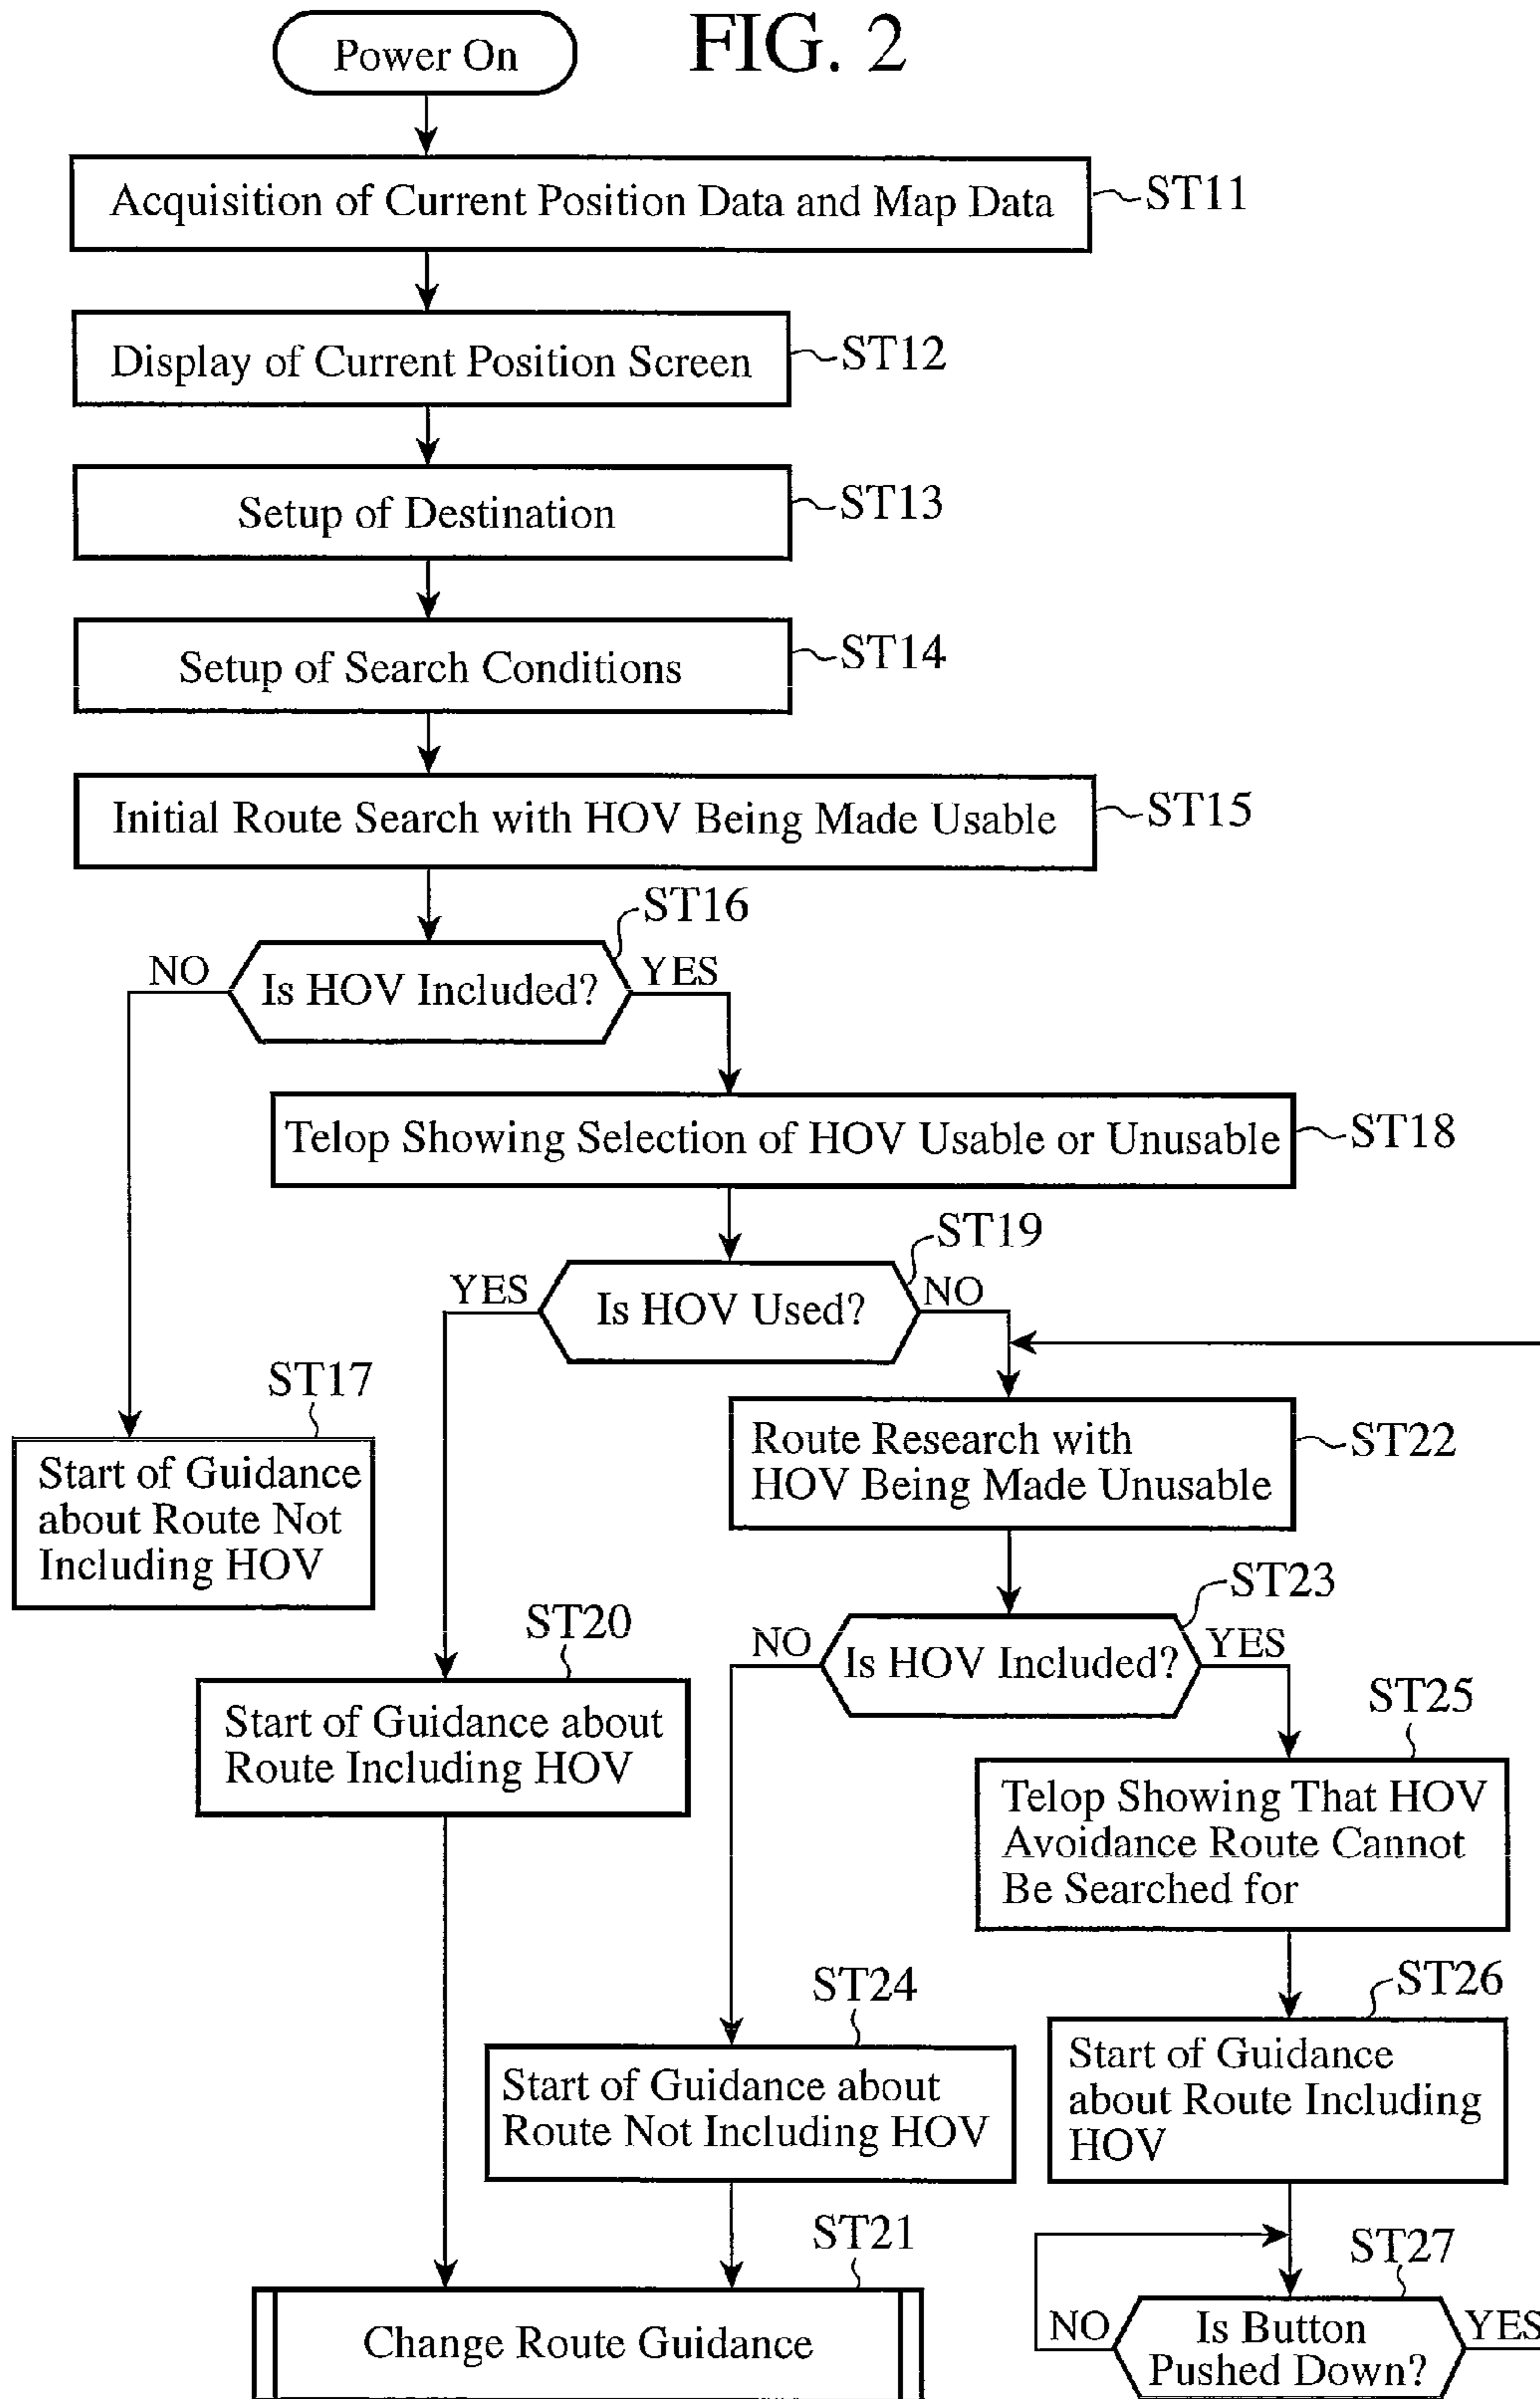 FIG. 2
Power On
Acquisition of Current Position Data and Map Data
ST11
Display of Current Position Screen
ST12
Setup of Destination
ST13
Setup of Search Conditions
ST14
Initial Route Search with HOV Being Made Usable
ST15
ST16
NO
Is HOV Included?
YES
Telop Showing Selection of HOV Usable or Unusable
ST18
ST19
YES
Is HOV Used?
NO
ST17
Start of Guidance
about Route Not
Including HOV
Route Research with
HOV Being Made Unusable
ST22
ST23
NO
Is HOV Included?
YES
ST20
Start of Guidance about
Route Including HOV
ST25
Telop Showing That HOV
Avoidance Route Cannot
Be Searched for
ST24
Start of Guidance about
Route Not Including HOV
ST26
Start of Guidance
about Route Including
HOV
ST21
Change Route Guidance
ST27
NO
Is Button
Pushed Down?
YES